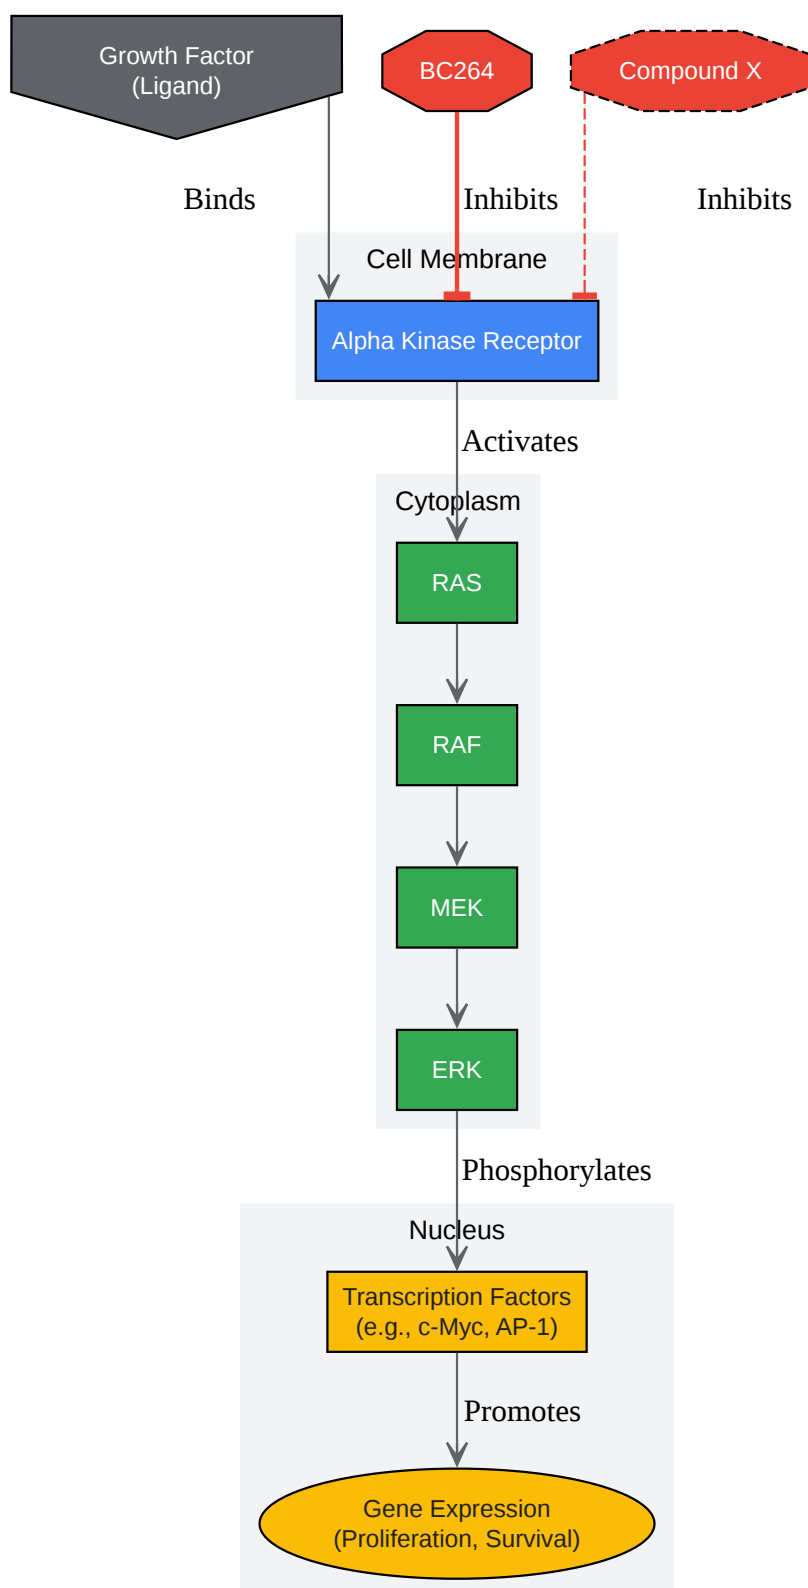 Growth Factor
(Ligand)
BC264
Compound X
Binds
Inhibits
Inhibits
Cell Membrane
Alpha Kinase Receptor
Activates
Cytoplasm
RAS
RAF
MEK
ERK
Phosphorylates
Nucleus
Transcription Factors
(e.g., c-Myc, AP-1)
Promotes
Gene Expression
(Proliferation, Survival)